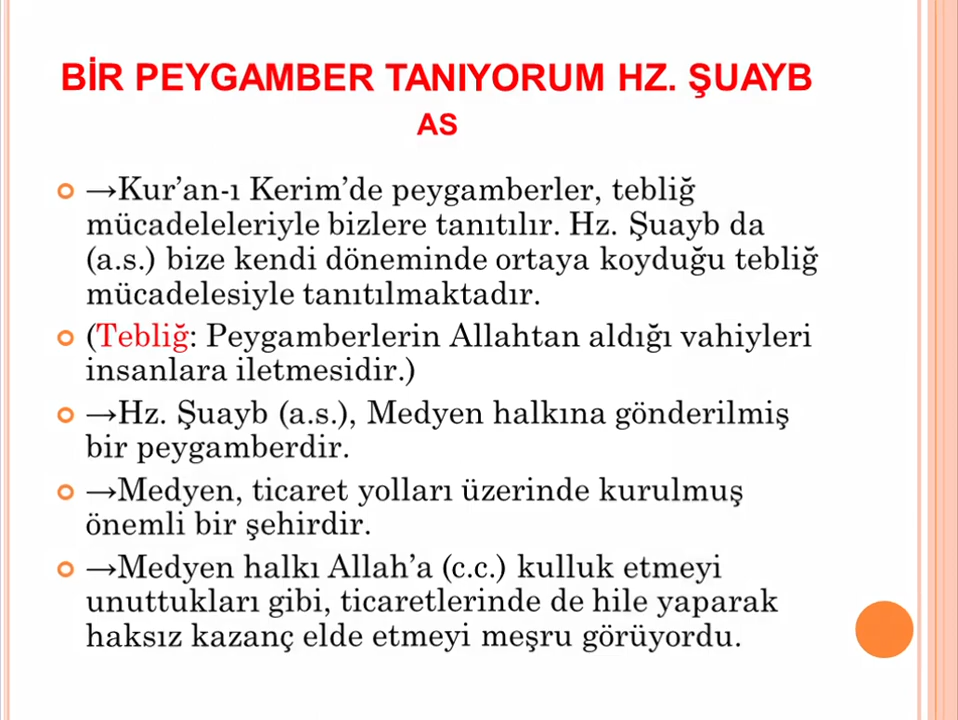 BİR PEYGAMBER TANIYORUM HZ. ŞUAYB
AS
→Kur’an-ı Kerim’de peygamberler, tebliğ
mücadeleleriyle bizlere tanıtılır. Hz. Şuayb da
(a.s.) bize kendi döneminde ortaya koyduğu tebliğ
mücadelesiyle tanıtılmaktadır.
(Tebliğ: Peygamberlerin Allahtan aldığı vahiyleri
insanlara iletmesidir.)
→Hz. Şuayb (a.s.), Medyen halkına gönderilmiş
bir peygamberdir.
→Medyen, ticaret yolları üzerinde kurulmuş
önemli bir şehirdir.
→Medyen halkı Allah’a (c.c.) kulluk etmeyi
unuttukları gibi, ticaretlerinde de hile yaparak
haksız kazanç elde etmeyi meşru görüyordu.